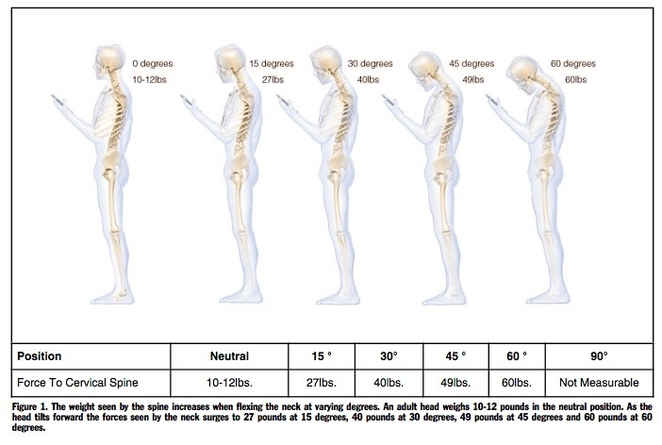 0 degrees 15 degrees 30 degrees 45 degrees 60 degrees
10-12lbs 27lbs 40lbs 49lbs 60lbs
Position Neutral 15 ° 30° 45 ° 60 ° 90°
Force To Cervical Spine 10-12lbs. 27lbs. 40lbs. 49lbs. 60lbs. Not Measurable
Figure 1. The weight seen by the spine increases when flexing the neck at varying degrees. An adult head weighs 10-12 pounds in the neutral position. As the
head tilts forward the forces seen by the neck surges to 27 pounds at 15 degrees, 40 pounds at 30 degrees, 49 pounds at 45 degrees and 60 pounds at 60
degrees.